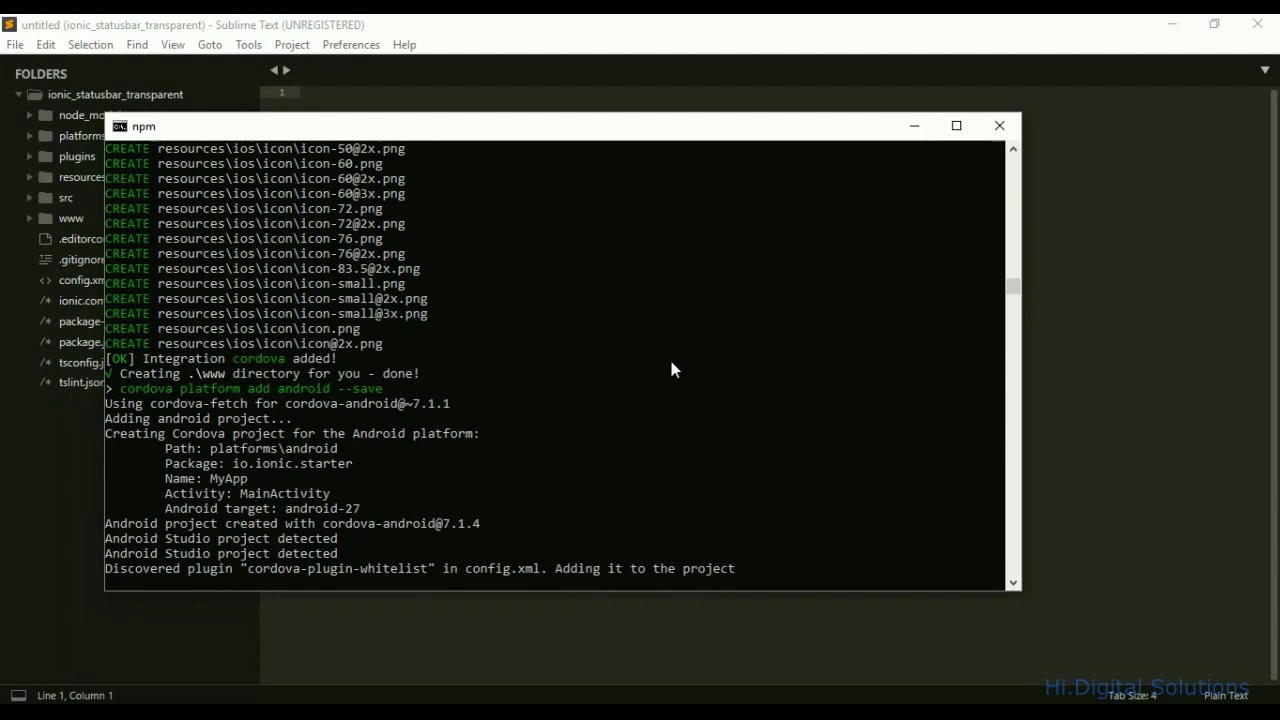 untitled (ionic_statusbar_transparent) - Sublime Text (UNREGISTERED)
File Edit Selection Find View Goto Tools Project Preferences Help
FOLDERS
ionic_statusbar_transparent
1
node_mo
platforms
plugins
resources
src
www
.editorco
.gitignore
config.xm
ionic.con
package-
package.
tsconfig.j
tslint.json
npm
CREATE resources\ios\icon\icon-50@2x.png
CREATE resources\ios\icon\icon-60.png
CREATE resources\ios\icon\icon-60@2x.png
CREATE resources\ios\icon\icon-60@3x.png
CREATE resources\ios\icon\icon-72.png
CREATE resources\ios\icon\icon-72@2x.png
CREATE resources\ios\icon\icon-76.png
CREATE resources\ios\icon\icon-76@2x.png
CREATE resources\ios\icon\icon-83.5@2x.png
CREATE resources\ios\icon\icon-small.png
CREATE resources\ios\icon\icon-small@2x.png
CREATE resources\ios\icon\icon-small@3x.png
CREATE resources\ios\icon\icon.png
CREATE resources\ios\icon\icon@2x.png
[OK] Integration cordova added!
√ Creating .\www directory for you - done!
> cordova platform add android --save
Using cordova-fetch for cordova-android@~7.1.1
Adding android project...
Creating Cordova project for the Android platform:
Path: platforms\android
Package: io.ionic.starter
Name: MyApp
Activity: MainActivity
Android target: android-27
Android project created with cordova-android@7.1.4
Android Studio project detected
Android Studio project detected
Discovered plugin "cordova-plugin-whitelist" in config.xml. Adding it to the project
Hi.Digital Solutions
Line 1, Column 1
Tab Size: 4
Plain Text